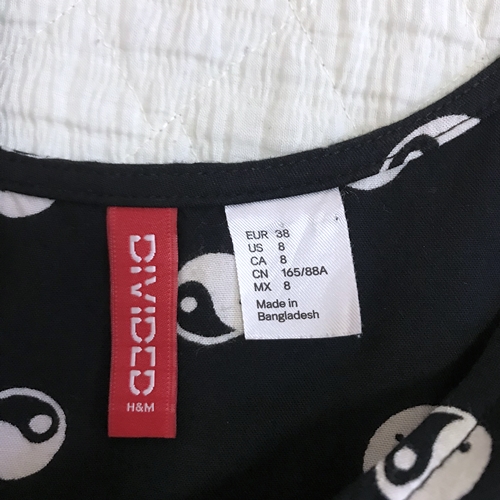 DIVIDED
H&M
EUR 38
US 8
CA 8
CN 165/88A
MX 8
Made in
Bangladesh